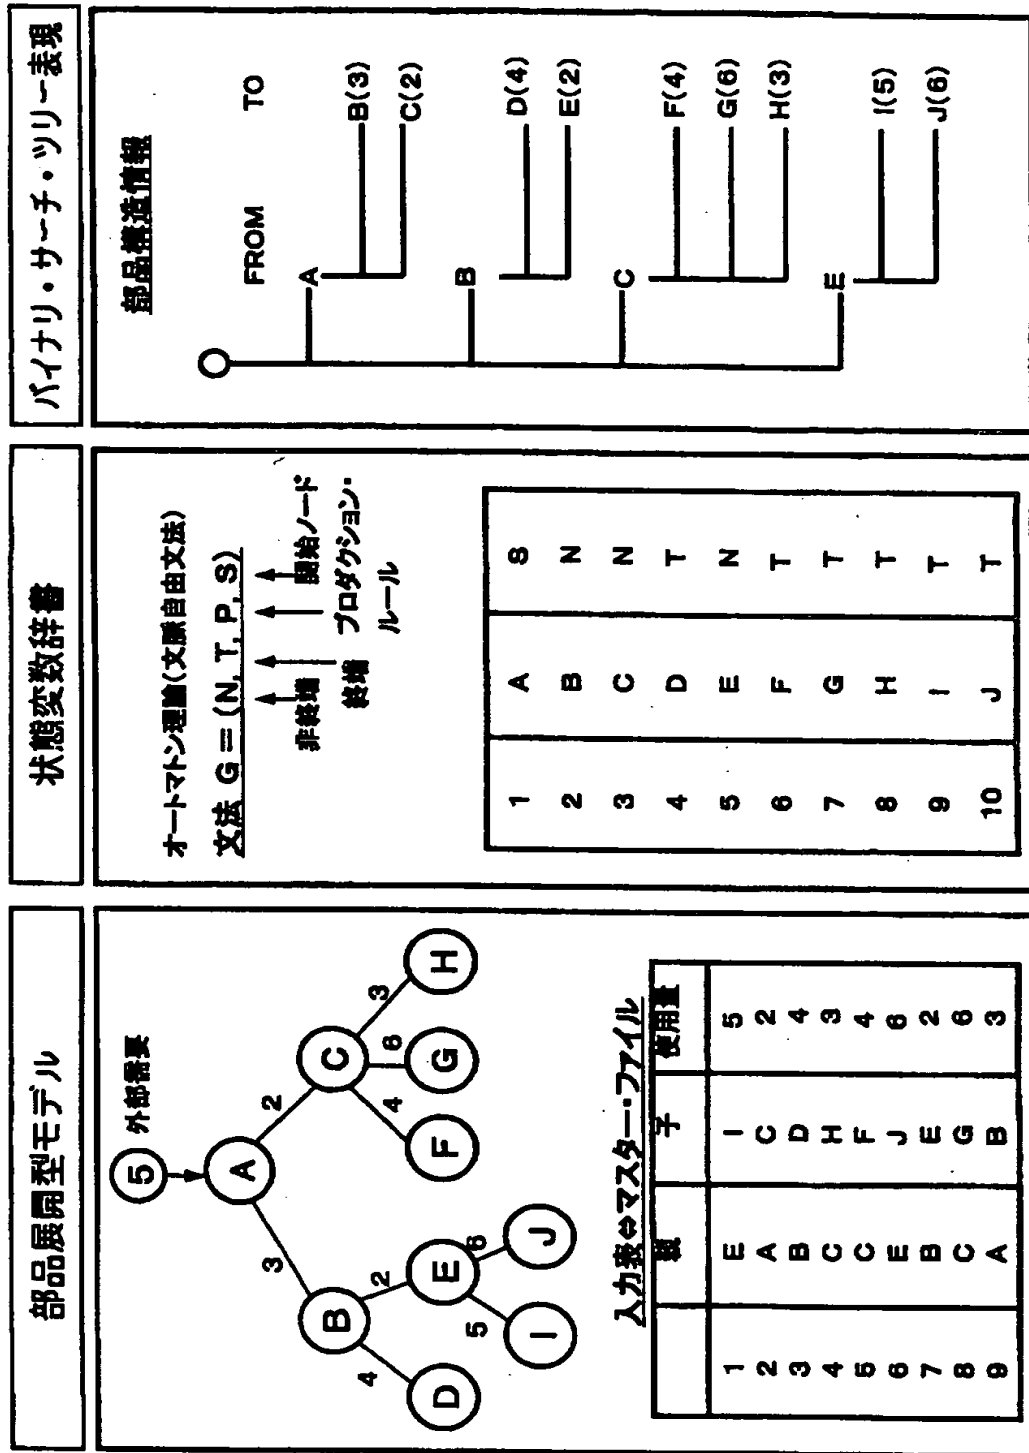 部品展開型モデル
5 外部需要
A
3 2
B C
4 2 4 6 3
D E F G H
5 6
I J
入力表⇔マスター・ファイル
親 子 使用量
1 E I 5
2 A C 2
3 B D 4
4 C H 3
5 C F 4
6 E J 6
7 B E 2
8 C G 6
9 A B 3
状態変数辞書
オートマトン理論(文脈自由文法)
文法 G=(N, T, P, S)
非終端 開始ノード
終端 プロダクション・
ルール
1 A S
2 B N
3 C N
4 D T
5 E N
6 F T
7 G T
8 H T
9 I T
10 J T
バイナリ・サーチ・ツリー表現
部品構造情報
FROM TO
A
B(3)
C(2)
B
D(4)
E(2)
C
F(4)
G(6)
H(3)
E
I(5)
J(6)